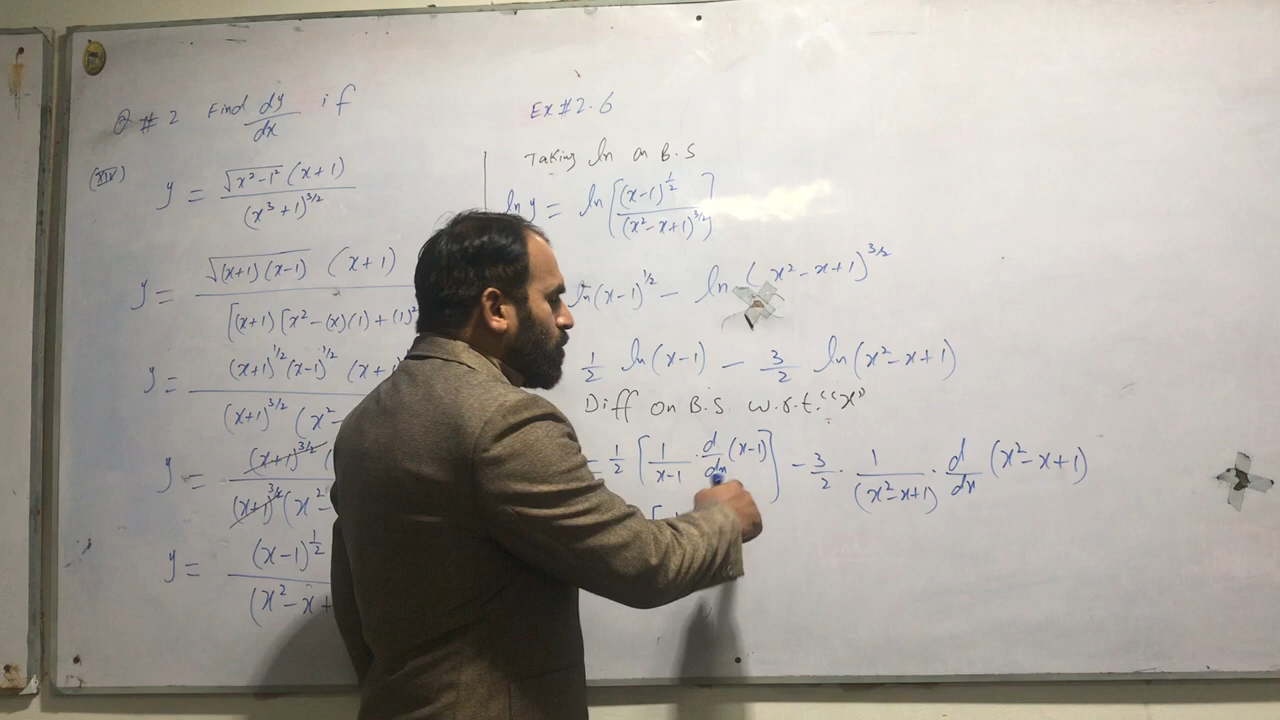 Q # 2 Find dy/dx if
(XIV) y = √(x²-1²) (x+1) / (x³+1)^3/2
y = √((x+1)(x-1)) (x+1) / [(x+1)[x²-(x)(1)+(1)²
y = (x+1)^1/2 (x-1)^1/2 (x+1 / (x+1)^3/2 (x²-
y = (x+1)^3/2 ( / (x+1)^3/2 (x²-
y = (x-1)^1/2 / (x²-x+
Ex # 2.6
Taking ln on B.S
ln y = ln[(x-1)^1/2 / (x²-x+1)^3/2]
ln(x-1)^1/2 - ln(x²-x+1)^3/2
1/2 ln(x-1) - 3/2 ln(x²-x+1)
Diff on B.S w.r.t. "x"
= 1/2 [1/(x-1) · d/dx (x-1)] - 3/2 · 1/(x²-x+1) · d/dx (x²-x+1)